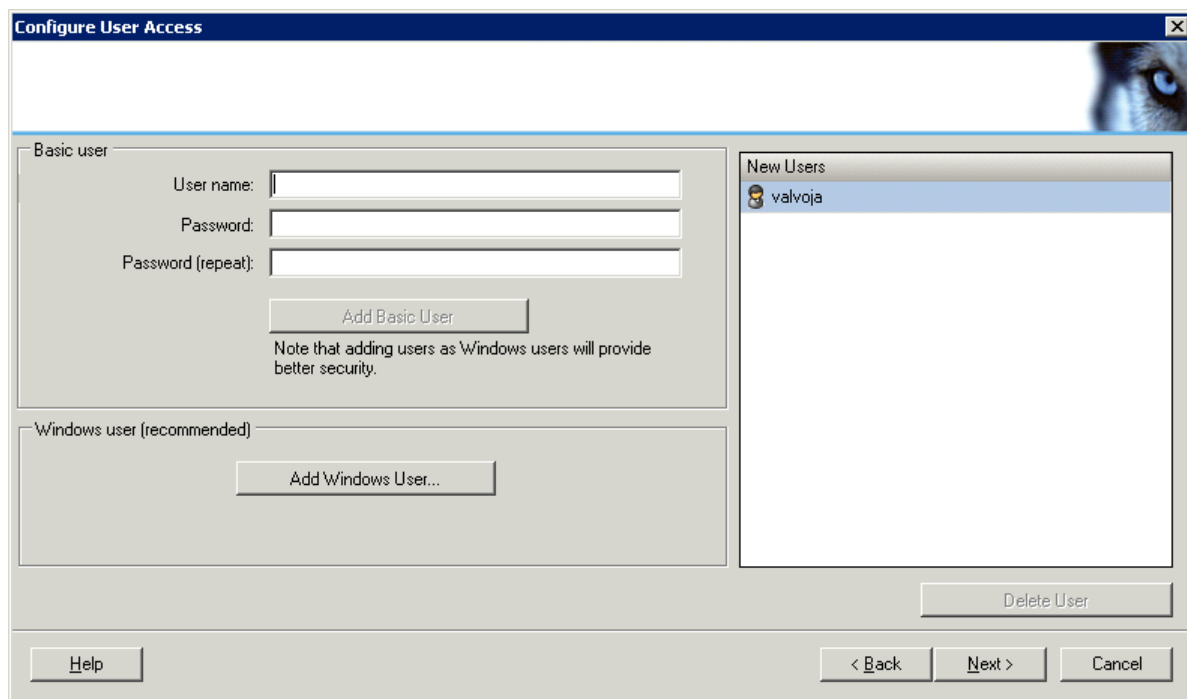 Configure User Access
Basic user
User name:
Password:
Password (repeat):
Add Basic User
Note that adding users as Windows users will provide
better security.
Windows user (recommended)
Add Windows User...
New Users
valvoja
Delete User
Help
< Back
Next >
Cancel